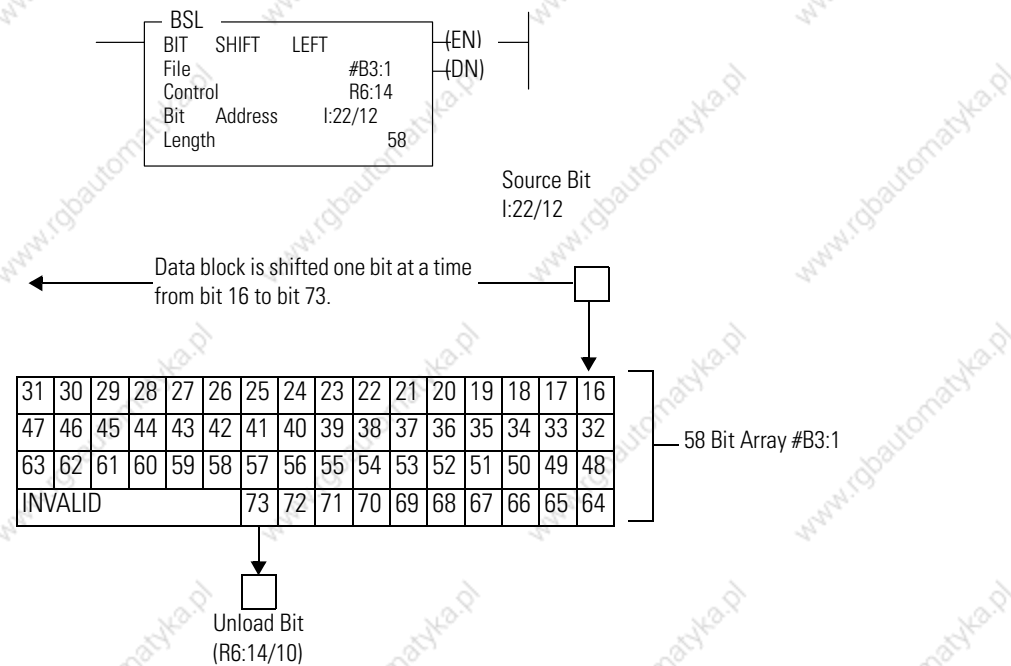 BSL
BIT SHIFT LEFT
File #B3:1
Control R6:14
Bit Address I:22/12
Length 58
(EN)
(DN)
Source Bit
I:22/12
Data block is shifted one bit at a time
from bit 16 to bit 73.
31 30 29 28 27 26 25 24 23 22 21 20 19 18 17 16
47 46 45 44 43 42 41 40 39 38 37 36 35 34 33 32
63 62 61 60 59 58 57 56 55 54 53 52 51 50 49 48
INVALID 73 72 71 70 69 68 67 66 65 64
58 Bit Array #B3:1
Unload Bit
(R6:14/10)
www.rgbautomatyka.pl